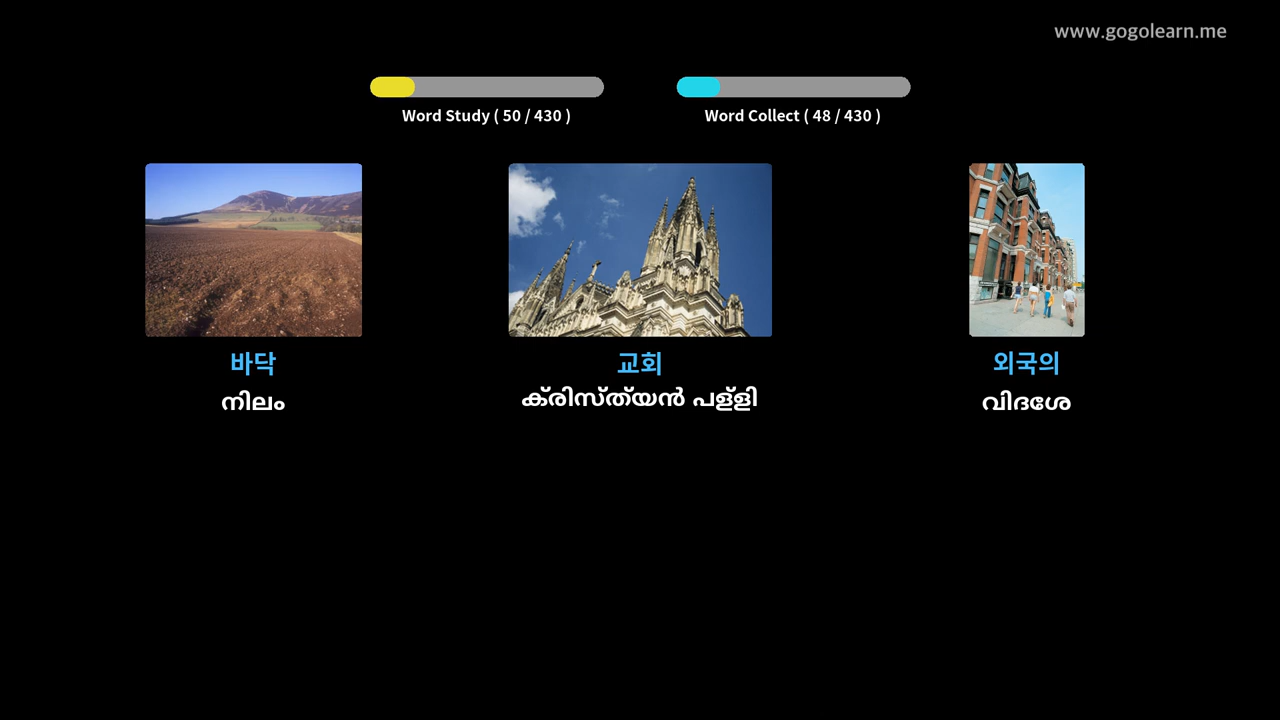 www.gogolearn.me
Word Study ( 50 / 430 )
Word Collect ( 48 / 430 )
바닥
교회
외국의
നിലം
ക്രിസ്ത്യൻ പള്ളി
വിദശേ